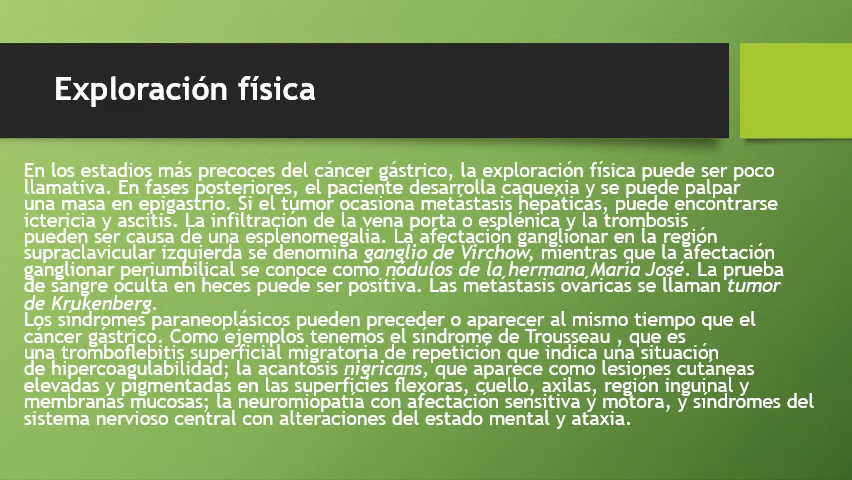 Exploración física
En los estadios más precoces del cáncer gástrico, la exploración física puede ser poco
llamativa. En fases posteriores, el paciente desarrolla caquexia y se puede palpar
una masa en epigastrio. Si el tumor ocasiona metástasis hepáticas, puede encontrarse
ictericia y ascitis. La infiltración de la vena porta o esplénica y la trombosis
pueden ser causa de una esplenomegalia. La afectación ganglionar en la región
supraclavicular izquierda se denomina ganglio de Virchow, mientras que la afectación
ganglionar periumbilical se conoce como nódulos de la hermana María José. La prueba
de sangre oculta en heces puede ser positiva. Las metástasis ováricas se llaman tumor
de Krukenberg.
Los síndromes paraneoplásicos pueden preceder o aparecer al mismo tiempo que el
cáncer gástrico. Como ejemplos tenemos el síndrome de Trousseau , que es
una tromboflebitis superficial migratoria de repetición que indica una situación
de hipercoagulabilidad; la acantosis nigricans, que aparece como lesiones cutáneas
elevadas y pigmentadas en las superficies flexoras, cuello, axilas, región inguinal y
membranas mucosas; la neuromiopatía con afectación sensitiva y motora, y síndromes del
sistema nervioso central con alteraciones del estado mental y ataxia.